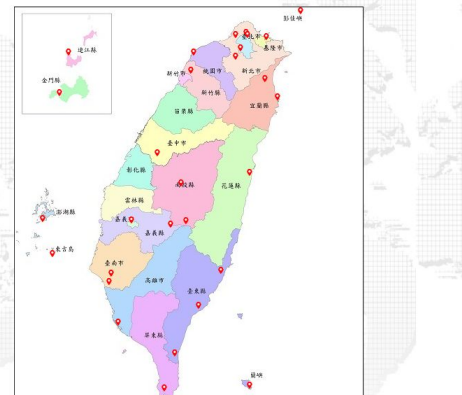 彭佳嶼
連江縣
金門縣
臺北市
基隆市
桃園市
新北市
新竹市
新竹縣
宜蘭縣
苗栗縣
臺中市
彰化縣
南投縣
花蓮縣
雲林縣
澎湖縣
嘉義
嘉義縣
東吉島
臺南市
高雄市
臺東縣
屏東縣
蘭嶼